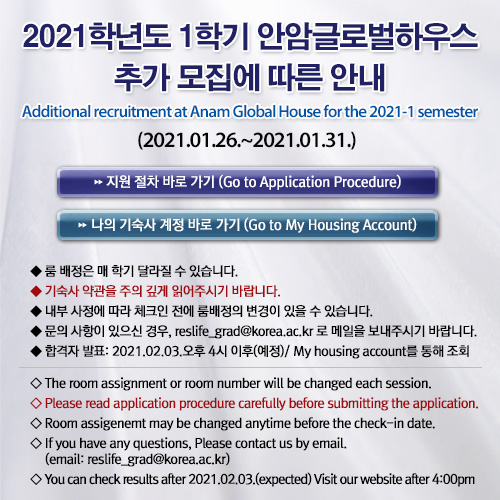 2021학년도 1학기 안암글로벌하우스
추가 모집에 따른 안내
Additional recruitment at Anam Global House for the 2021-1 semester
(2021.01.26.~2021.01.31.)
▸▸ 지원 절차 바로 가기 (Go to Application Procedure)
▸▸ 나의 기숙사 계정 바로 가기 (Go to My Housing Account)
◆ 룸 배정은 매 학기 달라질 수 있습니다.
◆ 기숙사 약관을 주의 깊게 읽어주시기 바랍니다.
◆ 내부 사정에 따라 체크인 전에 룸배정의 변경이 있을 수 있습니다.
◆ 문의 사항이 있으신 경우, reslife_grad@korea.ac.kr 로 메일을 보내주시기 바랍니다.
◆ 합격자 발표: 2021.02.03.오후 4시 이후(예정)/ My housing account를 통해 조회
◇ The room assignment or room number will be changed each session.
◇ Please read application procedure carefully before submitting the application.
◇ Room assigenemt may be changed anytime before the check-in date.
◇ If you have any questions, Please contact us by email.
(email: reslife_grad@korea.ac.kr)
◇ You can check results after 2021.02.03.(expected) Visit our website after 4:00pm